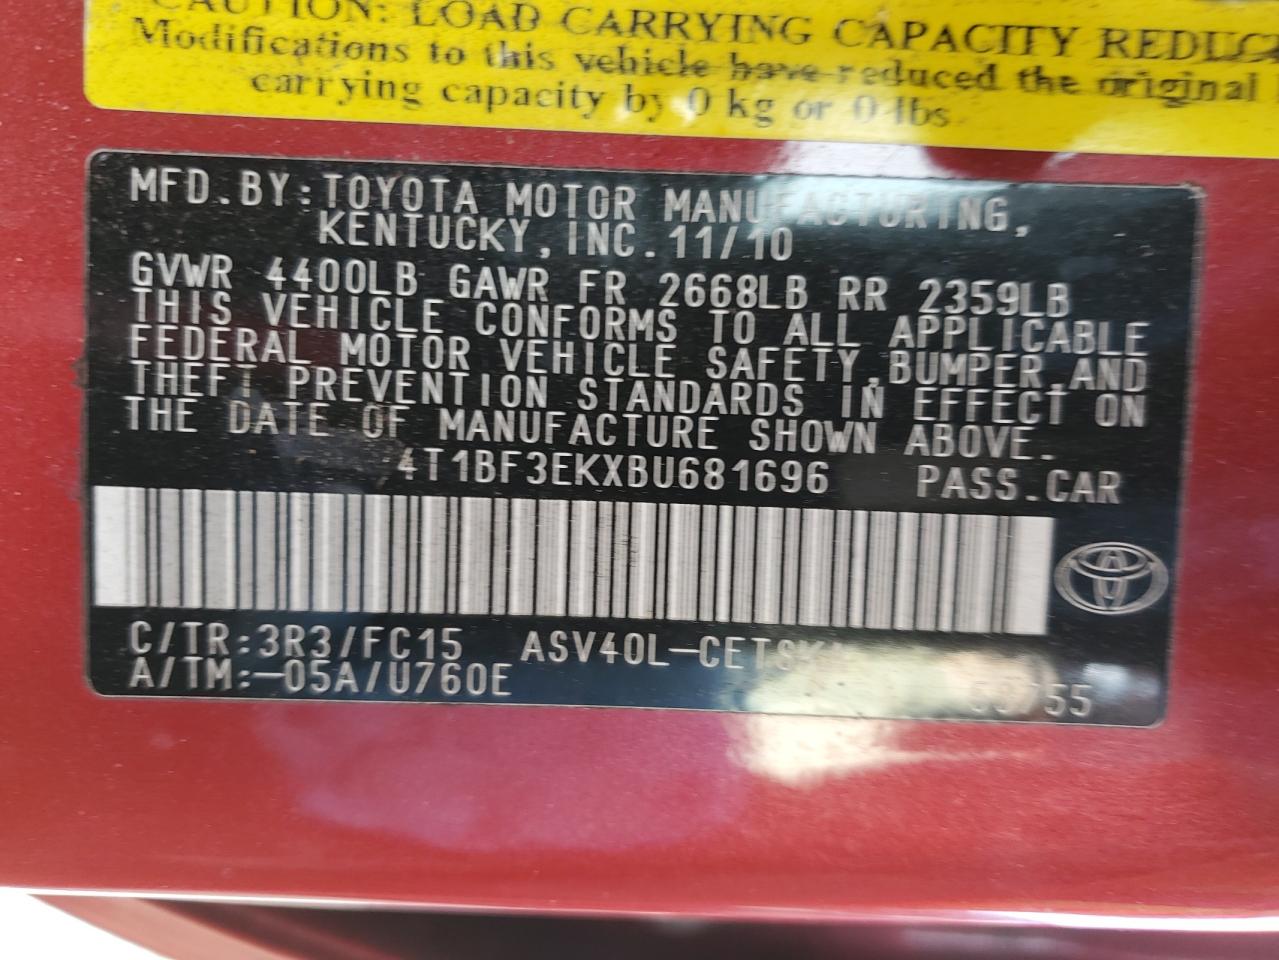 CAUTION: LOAD CARRYING CAPACITY
Modifications to this vehicle have reduced the original
carrying capacity by 0 kg or 0 lbs
MFD.BY:TOYOTA MOTOR MANUFACTURING,
KENTUCKY,INC.11/10
GVWR 4400LB GAWR FR 2668LB RR 2359LB
THIS VEHICLE CONFORMS TO ALL APPLICABLE
FEDERAL MOTOR VEHICLE SAFETY,BUMPER,AND
THEFT PREVENTION STANDARDS IN EFFECT ON
THE DATE OF MANUFACTURE SHOWN ABOVE.
4T1BF3EKXBU681696 PASS.CAR
C/TR:3R3/FC15
A/TM:-05A/U760E